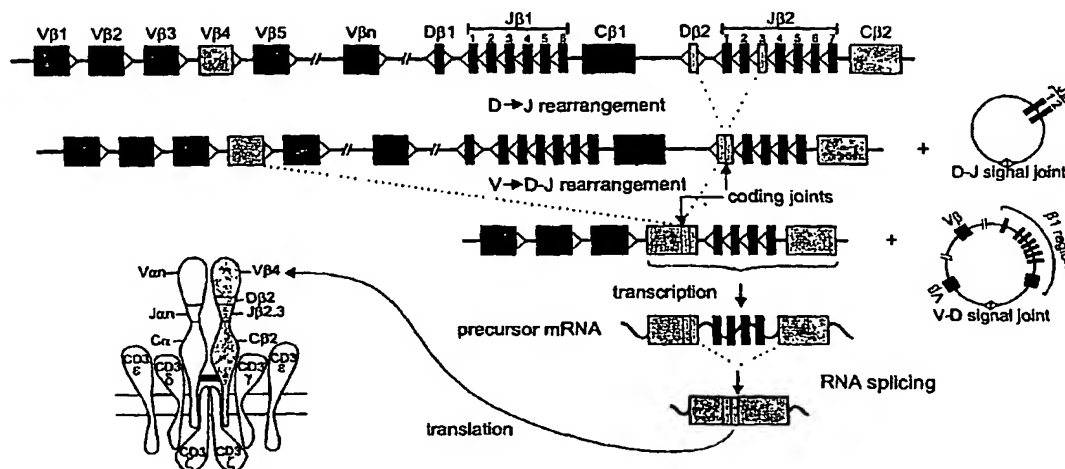 Jβ1 Jβ2
Vβ1 Vβ2 Vβ3 Vβ4 Vβ5 Vβn Dβ1 1 2 3 4 5 6 Cβ1 Dβ2 1 2 3 4 5 6 7 Cβ2
D→J rearrangement
+
D-J signal joint
V→D-J rearrangement
coding joints
+
Vβ
Vβ
β1 region
V-D signal joint
transcription
precursor mRNA
RNA splicing
translation
Vαn Vβ4
Dβ2
Jαn Jβ2.3
Cα Cβ2
CD3 ε CD3 δ CD3 γ CD3 ε
CD3 ζ CD3 ζ